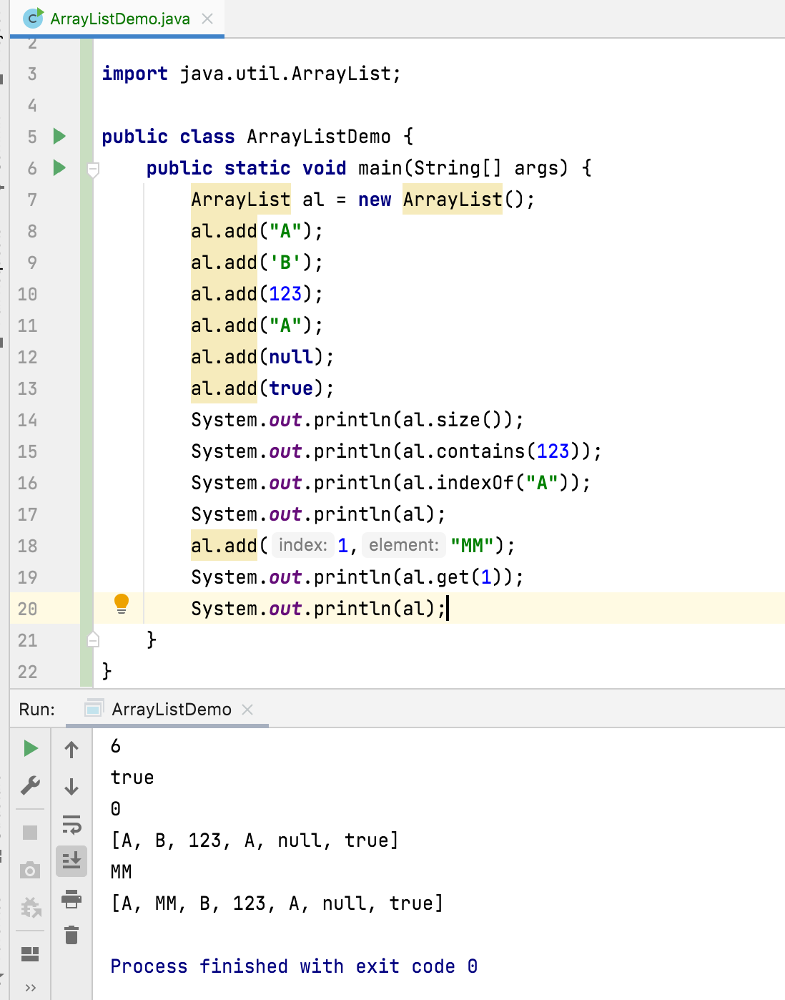 ArrayListDemo.java
2
3 import java.util.ArrayList;
4
5 public class ArrayListDemo {
6     public static void main(String[] args) {
7         ArrayList al = new ArrayList();
8         al.add("A");
9         al.add('B');
10         al.add(123);
11         al.add("A");
12         al.add(null);
13         al.add(true);
14         System.out.println(al.size());
15         System.out.println(al.contains(123));
16         System.out.println(al.indexOf("A"));
17         System.out.println(al);
18         al.add( index: 1, element: "MM");
19         System.out.println(al.get(1));
20         System.out.println(al);
21     }
22 }
Run: ArrayListDemo
6
true
0
[A, B, 123, A, null, true]
MM
[A, MM, B, 123, A, null, true]
Process finished with exit code 0